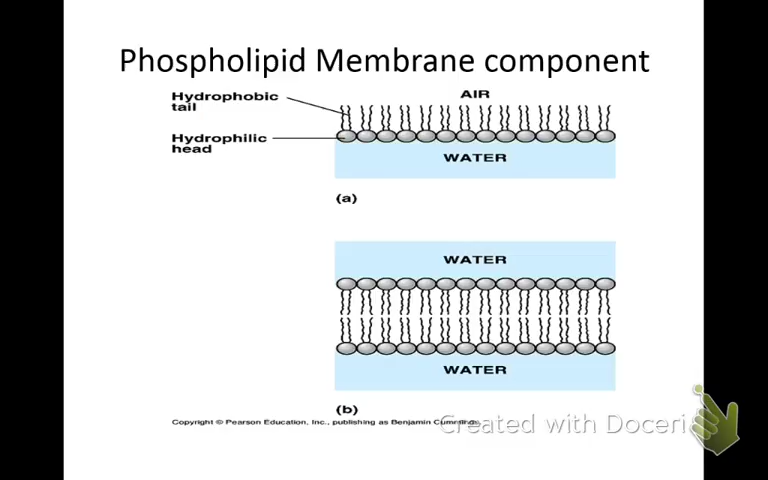 Phospholipid Membrane component
Hydrophobic
tail
AIR
Hydrophilic
head
WATER
(a)
WATER
WATER
(b)
Copyright © Pearson Education, Inc., publishing as Benjamin Cummings.
Created with Doceri